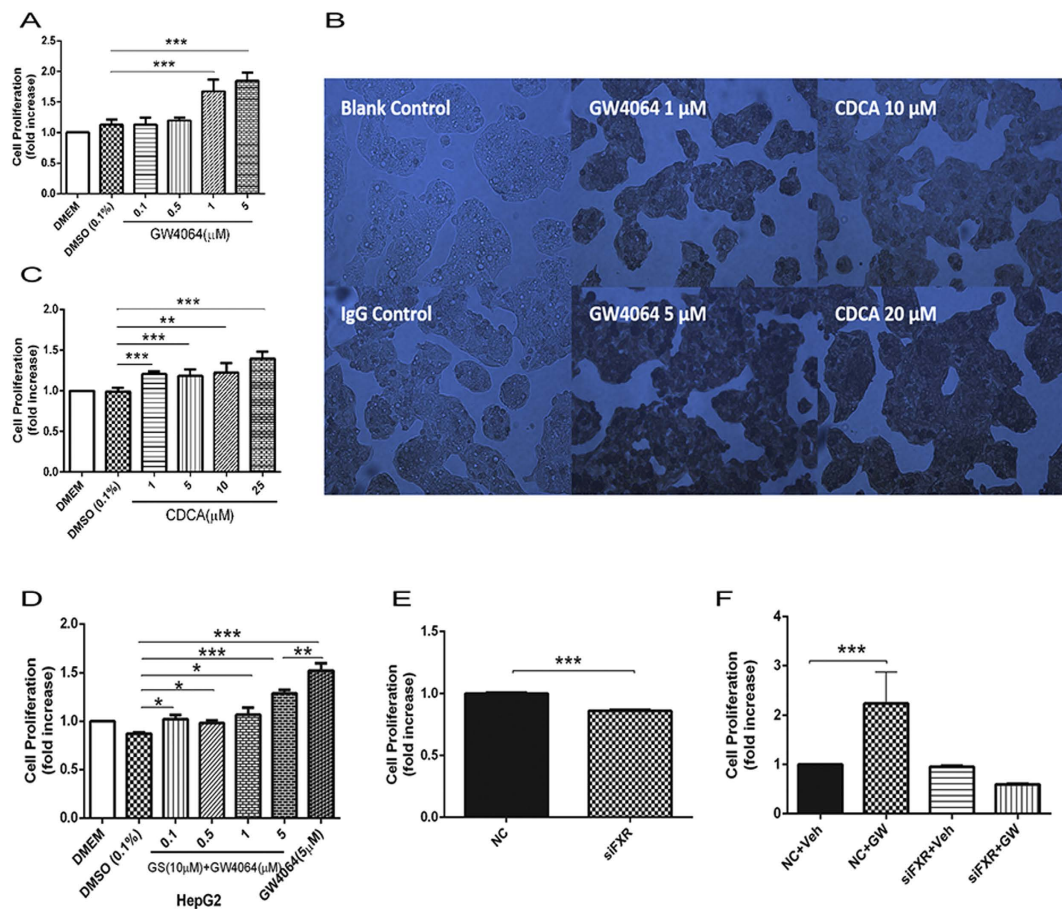 A
Cell Proliferation
(fold increase)
2.5
2.0
1.5
1.0
0.5
0.0
***
***
DMEM
DMSO (0.1%)
0.1
0.5
1
5
GW4064(μM)
B
Blank Control
GW4064 1 μM
CDCA 10 μM
IgG Control
GW4064 5 μM
CDCA 20 μM
C
Cell Proliferation
(fold increase)
2.0
1.5
1.0
0.5
0.0
***
**
***
***
DMEM
DMSO (0.1%)
1
5
10
25
CDCA(μM)
D
Cell Proliferation
(fold increase)
2.0
1.5
1.0
0.5
0.0
***
***
**
*
*
*
DMEM
DMSO (0.1%)
0.1
0.5
1
5
GW4064(5μM)
GS(10μM)+GW4064(μM)
HepG2
E
Cell Proliferation
(fold increase)
1.5
1.0
0.5
0.0
***
NC
siFXR
F
Cell Proliferation
(fold increase)
4
3
2
1
0
***
NC+Veh
NC+GW
siFXR+Veh
siFXR+GW